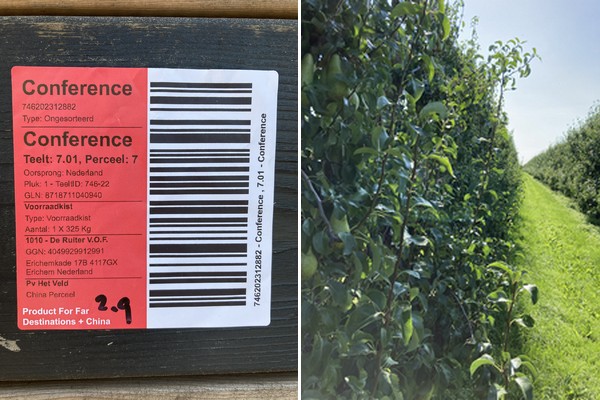 Conference
746202312882
Type: Ongesorteerd
Conference
Teelt: 7.01, Perceel: 7
Oorsprong: Nederland
Pluk: 1 - TeeltID: 746-22
GLN: 8718711040940
Voorraadkist
Type: Voorraadkist
Aantal: 1 X 325 Kg
1010 - De Ruiter V.O.F.
GGN: 4049929912991
Erichemkade 17B 4117GX
Erichem Nederland
Pv Het Veld
China Perceel
2.9
Product For Far
Destinations + China
746202312882 - Conference , 7.01 - Conference